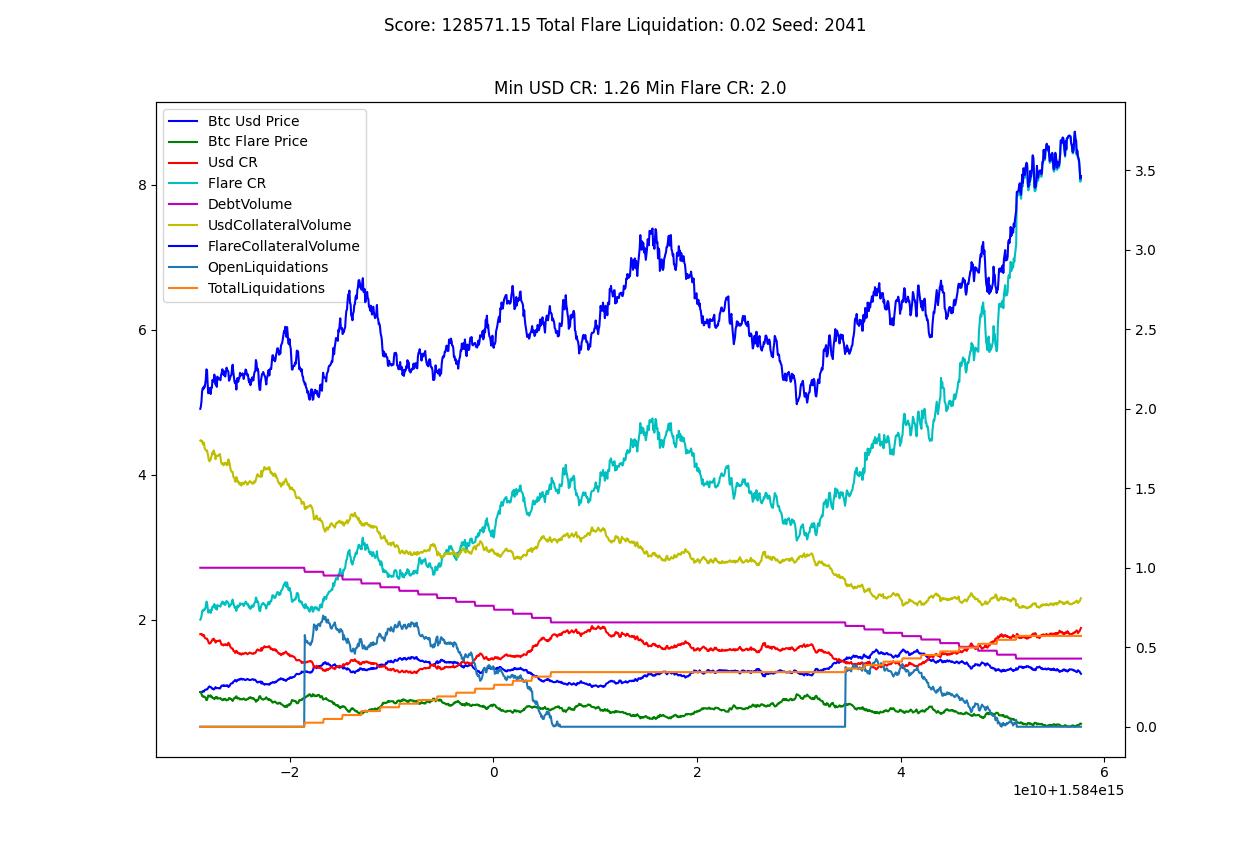 Score: 128571.15 Total Flare Liquidation: 0.02 Seed: 2041
Min USD CR: 1.26 Min Flare CR: 2.0
Btc Usd Price
Btc Flare Price
Usd CR
Flare CR
DebtVolume
UsdCollateralVolume
FlareCollateralVolume
OpenLiquidations
TotalLiquidations
8
6
4
2
3.5
3.0
2.5
2.0
1.5
1.0
0.5
0.0
−2 0 2 4 6
1e10+1.584e15